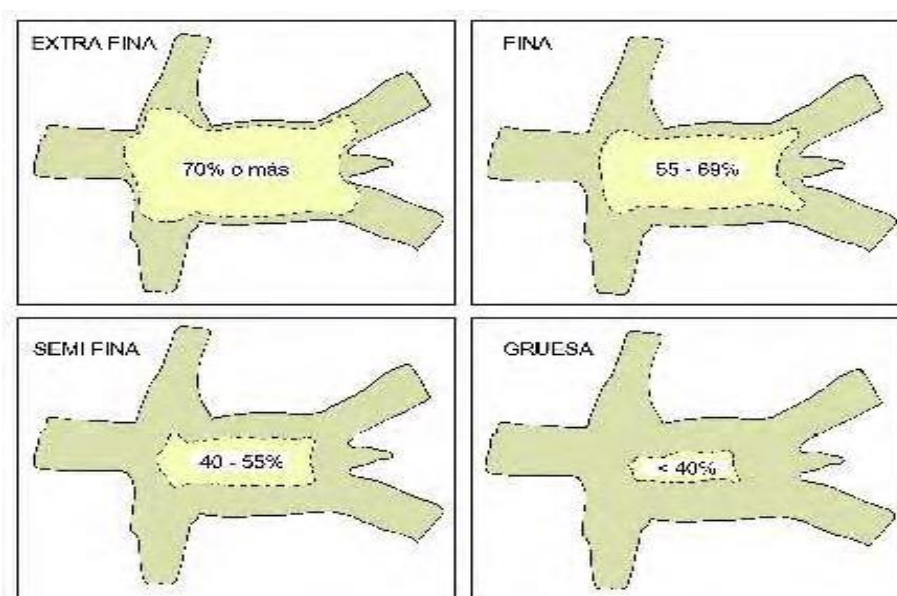 EXTRA FINA
70% o más
FINA
55 - 69%
SEMI FINA
40 - 55%
GRUESA
< 40%